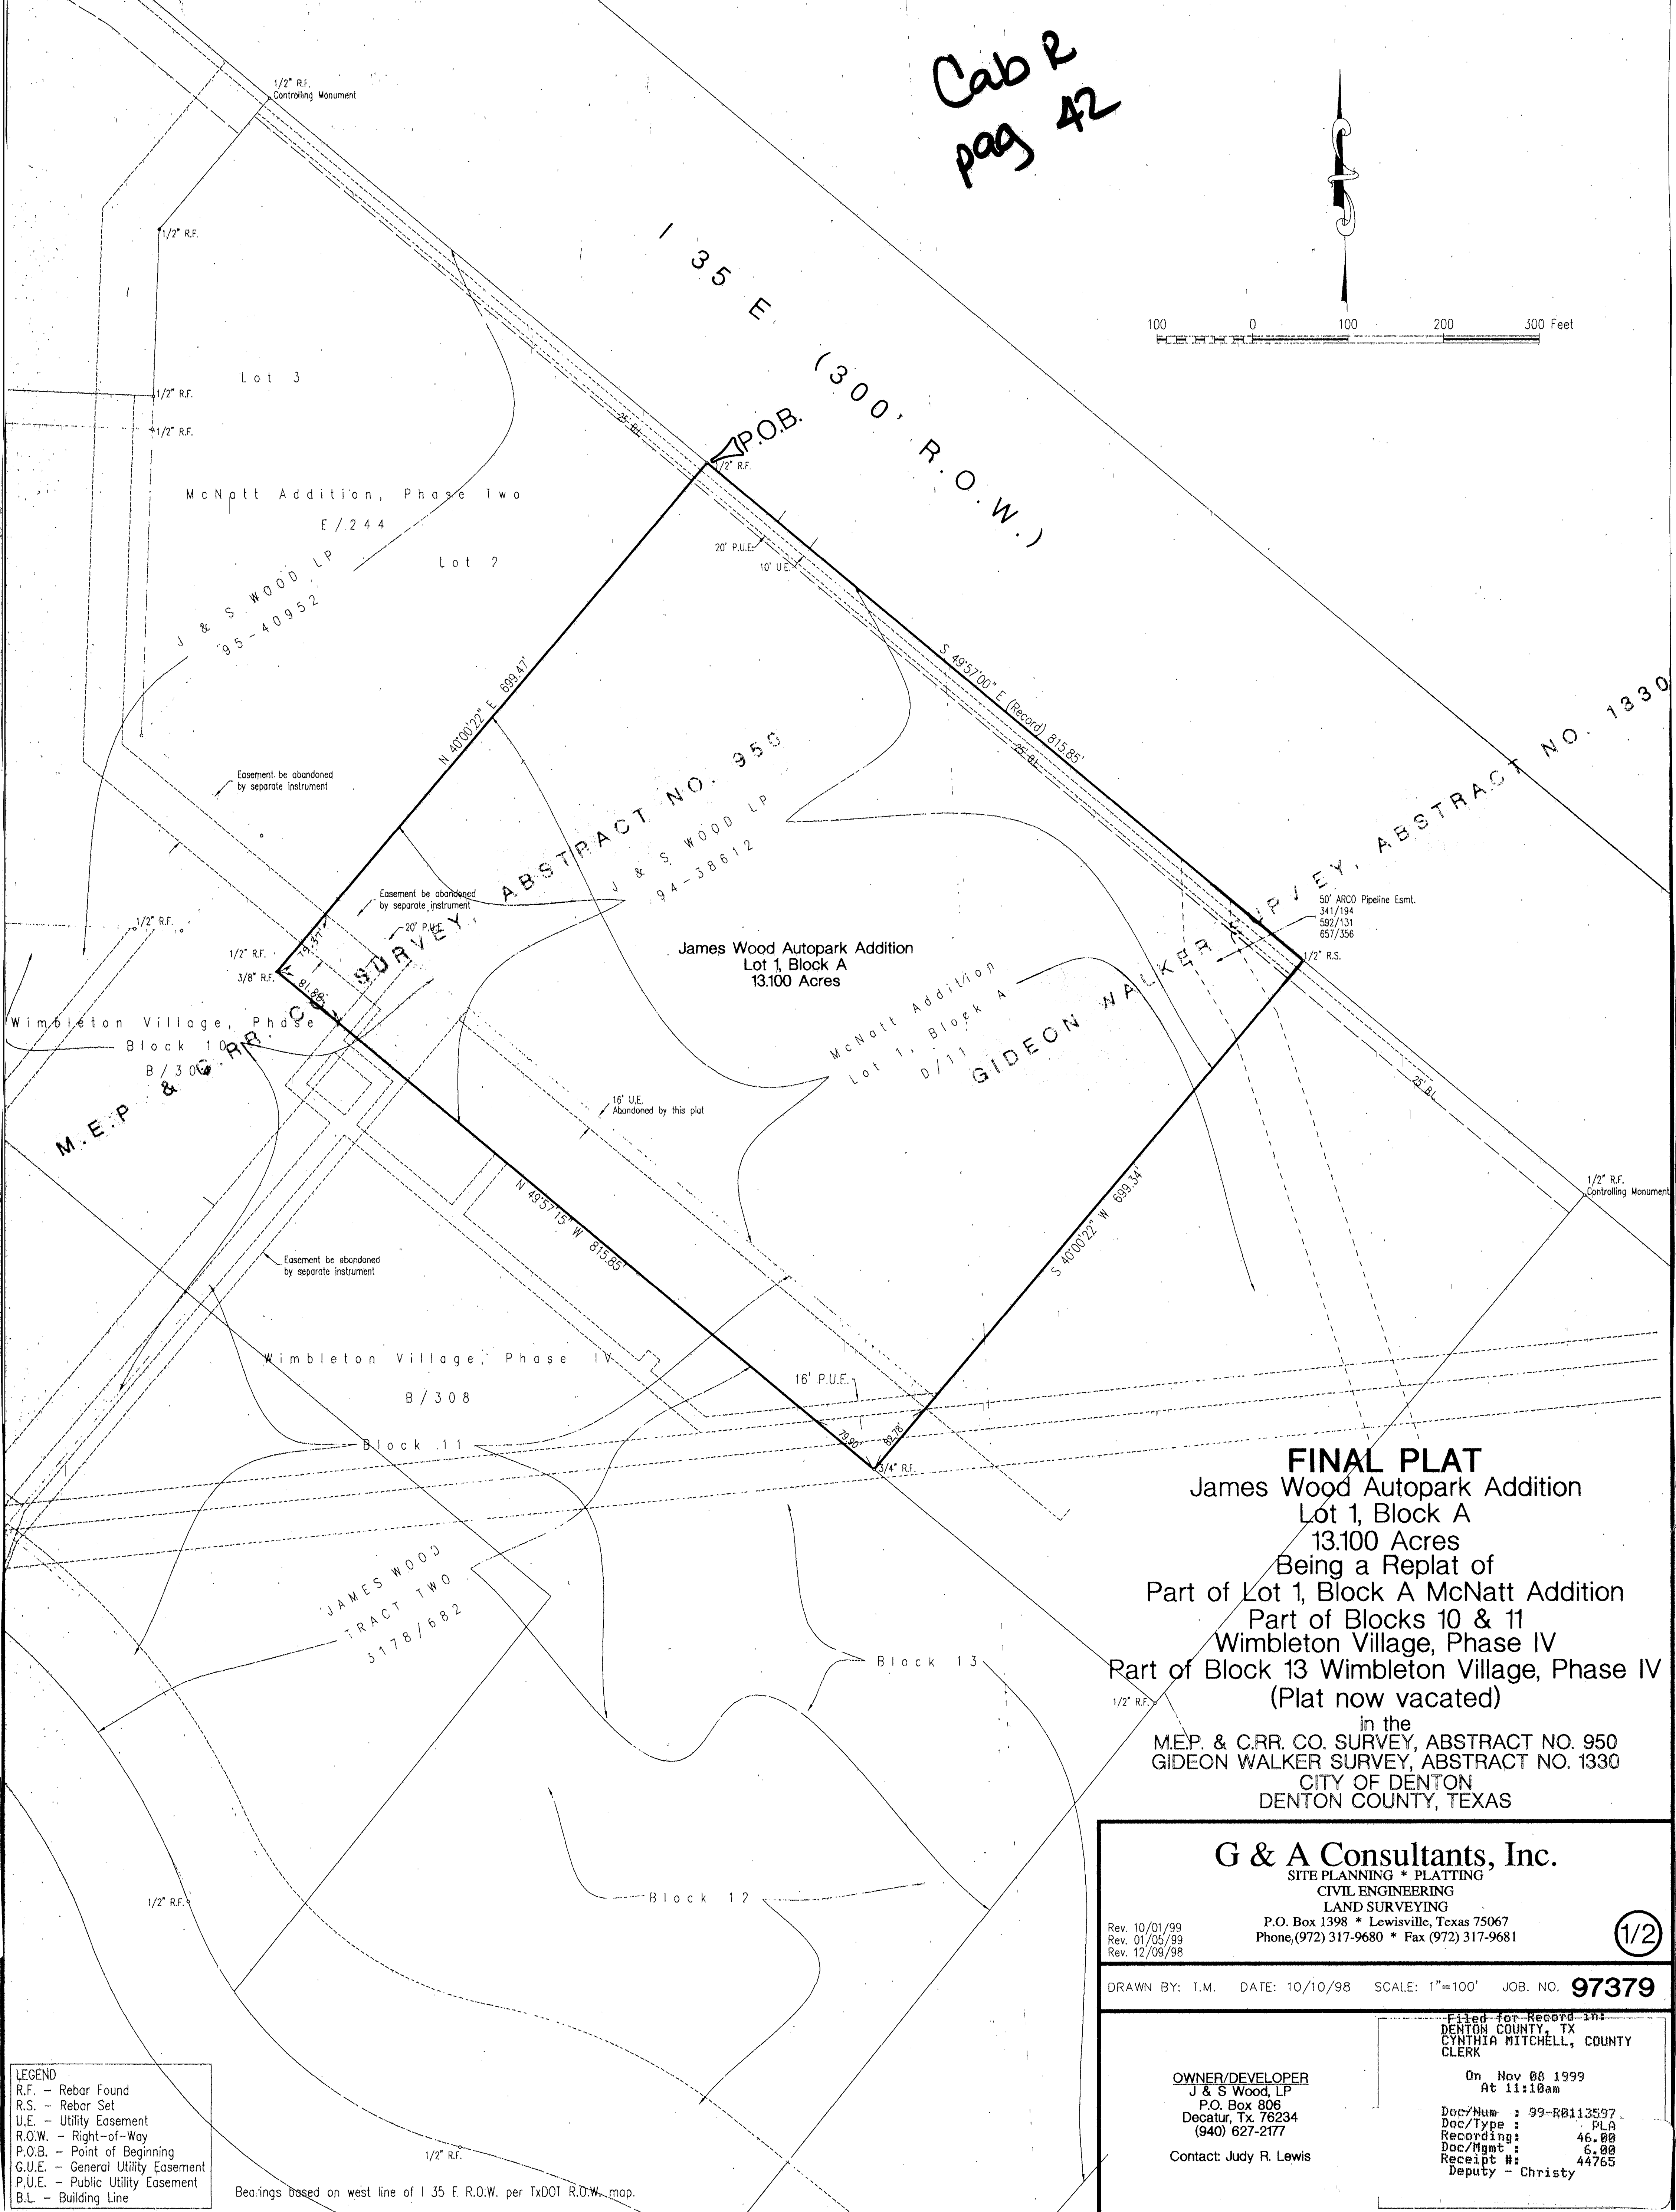 Cab R
pag 42
1/2" R.F.
Controlling Monument
1/2" R.F.
I 35 E (300' R.O.W.)
100 0 100 200 300 Feet
Lot 3
1/2" R.F.
1/2" R.F.
25' B.L.
P.O.B.
1/2" R.F.
McNatt Addition, Phase Two
E/244
Lot 2
J & S WOOD LP
95-40952
20' P.U.E.
10' U.E.
N 40°00'22" E 699.47'
S 49°57'00" E (Record) 815.85'
25' B.L.
Easement be abandoned
by separate instrument
Easement be abandoned
by separate instrument
20' P.U.E.
M.E.P. & C.RR. CO. SURVEY, ABSTRACT NO. 950
J & S WOOD LP
94-38612
GIDEON WALKER ABSTRACT NO. 1330
50' ARCO Pipeline Esmt.
341/194
592/131
657/356
1/2" R.S.
1/2" R.F.
1/2" R.F.
3/8" R.F.
79.37'
81.88'
James Wood Autopark Addition
Lot 1, Block A
13.100 Acres
McNatt Addition
Lot 1, Block A
D/11
Wimbleton Village, Phase
Block 10
B/30
16' U.E.
Abandoned by this plat
25' B.L.
1/2" R.F.
Controlling Monument
N 49°57'15" W 815.85'
S 40°00'22" W 699.34'
Easement be abandoned
by separate instrument
Wimbleton Village, Phase IV
B/308
16' P.U.E.
Block 11
79.90'
89.78'
3/4" R.F.
JAMES WOOD
TRACT TWO
3178/682
Block 13
1/2" R.F.
Block 12
1/2" R.F.
1/2" R.F.
FINAL PLAT
James Wood Autopark Addition
Lot 1, Block A
13.100 Acres
Being a Replat of
Part of Lot 1, Block A McNatt Addition
Part of Blocks 10 & 11
Wimbleton Village, Phase IV
Part of Block 13 Wimbleton Village, Phase IV
(Plat now vacated)
in the
M.E.P. & C.RR. CO. SURVEY, ABSTRACT NO. 950
GIDEON WALKER SURVEY, ABSTRACT NO. 1330
CITY OF DENTON
DENTON COUNTY, TEXAS
G & A Consultants, Inc.
SITE PLANNING * PLATTING
CIVIL ENGINEERING
LAND SURVEYING
P.O. Box 1398 * Lewisville, Texas 75067
Phone (972) 317-9680 * Fax (972) 317-9681
Rev. 10/01/99
Rev. 01/05/99
Rev. 12/09/98
1/2
DRAWN BY: T.M. DATE: 10/10/98 SCALE: 1"=100' JOB. NO. 97379
OWNER/DEVELOPER
J & S Wood, LP
P.O. Box 806
Decatur, Tx. 76234
(940) 627-2177
Contact: Judy R. Lewis
Filed for Record in:
DENTON COUNTY, TX
CYNTHIA MITCHELL, COUNTY
CLERK
On Nov 08 1999
At 11:10am
Doc/Num : 99-R0113597
Doc/Type : PLA
Recording: 46.00
Doc/Mgmt : 6.00
Receipt #: 44765
Deputy - Christy
LEGEND
R.F. - Rebar Found
R.S. - Rebar Set
U.E. - Utility Easement
R.O.W. - Right-of-Way
P.O.B. - Point of Beginning
G.U.E. - General Utility Easement
P.U.E. - Public Utility Easement
B.L. - Building Line
Bearings based on west line of I 35 E R.O.W. per TxDOT R.O.W. map.